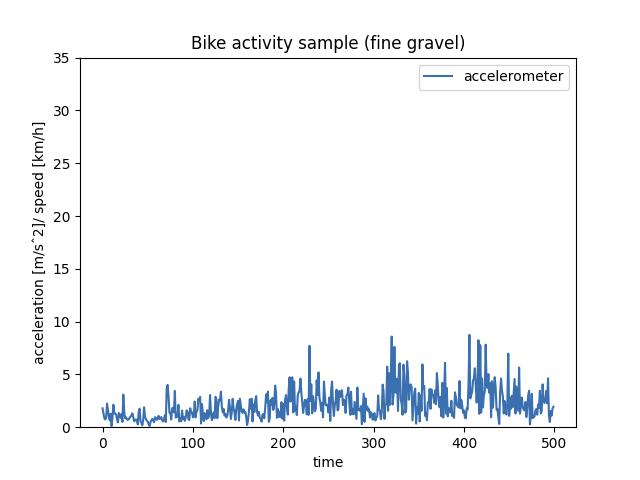 Bike activity sample (fine gravel)
accelerometer
35
30
25
20
15
10
5
0
acceleration [m/s^2]/ speed [km/h]
0 100 200 300 400 500
time